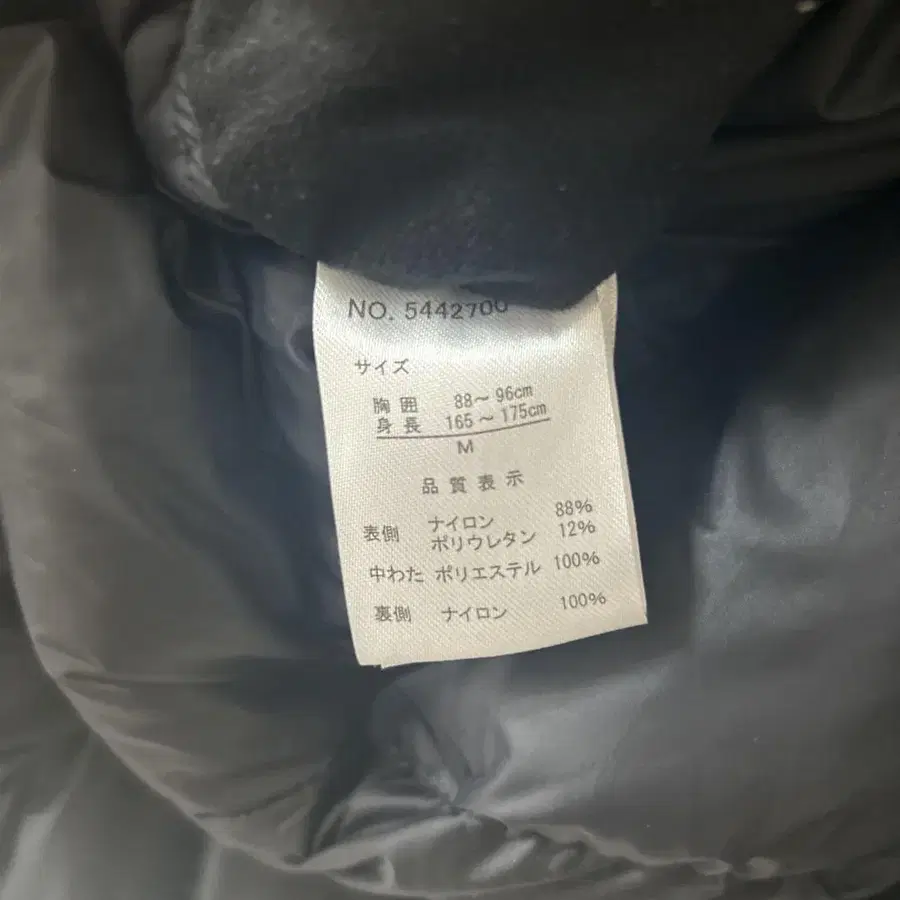 NO. 5442700
サイズ
胸囲 88～96cm
身長 165～175cm
M
品質表示
表側 ナイロン 88%
ポリウレタン 12%
中わた ポリエステル 100%
裏側 ナイロン 100%